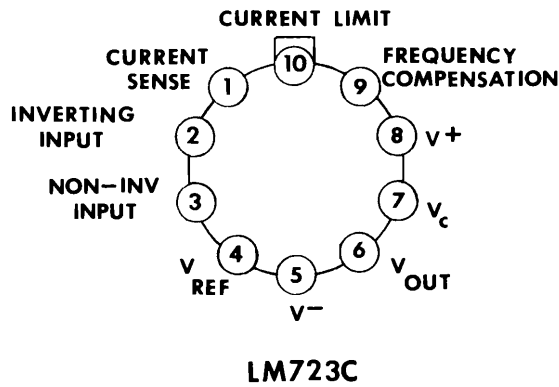 CURRENT LIMIT
10
CURRENT
SENSE
1
9
FREQUENCY
COMPENSATION
INVERTING
INPUT
2
8
V+
NON-INV
INPUT
3
7
Vc
V REF
4
5
V-
6
V OUT
LM723C